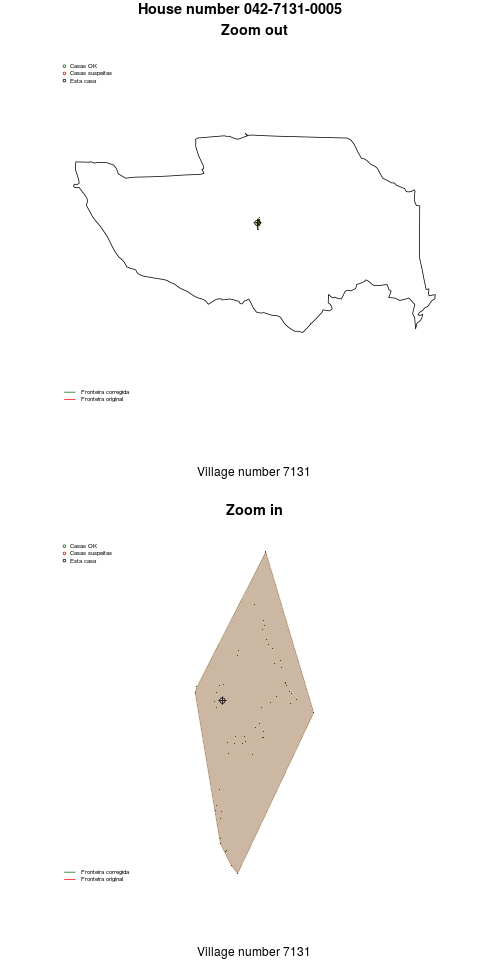 House number 042-7131-0005
Zoom out
Casas OK
Casas suspeitas
Esta casa
Fronteira corregida
Fronteira original
Village number 7131
Zoom in
Casas OK
Casas suspeitas
Esta casa
Fronteira corregida
Fronteira original
Village number 7131